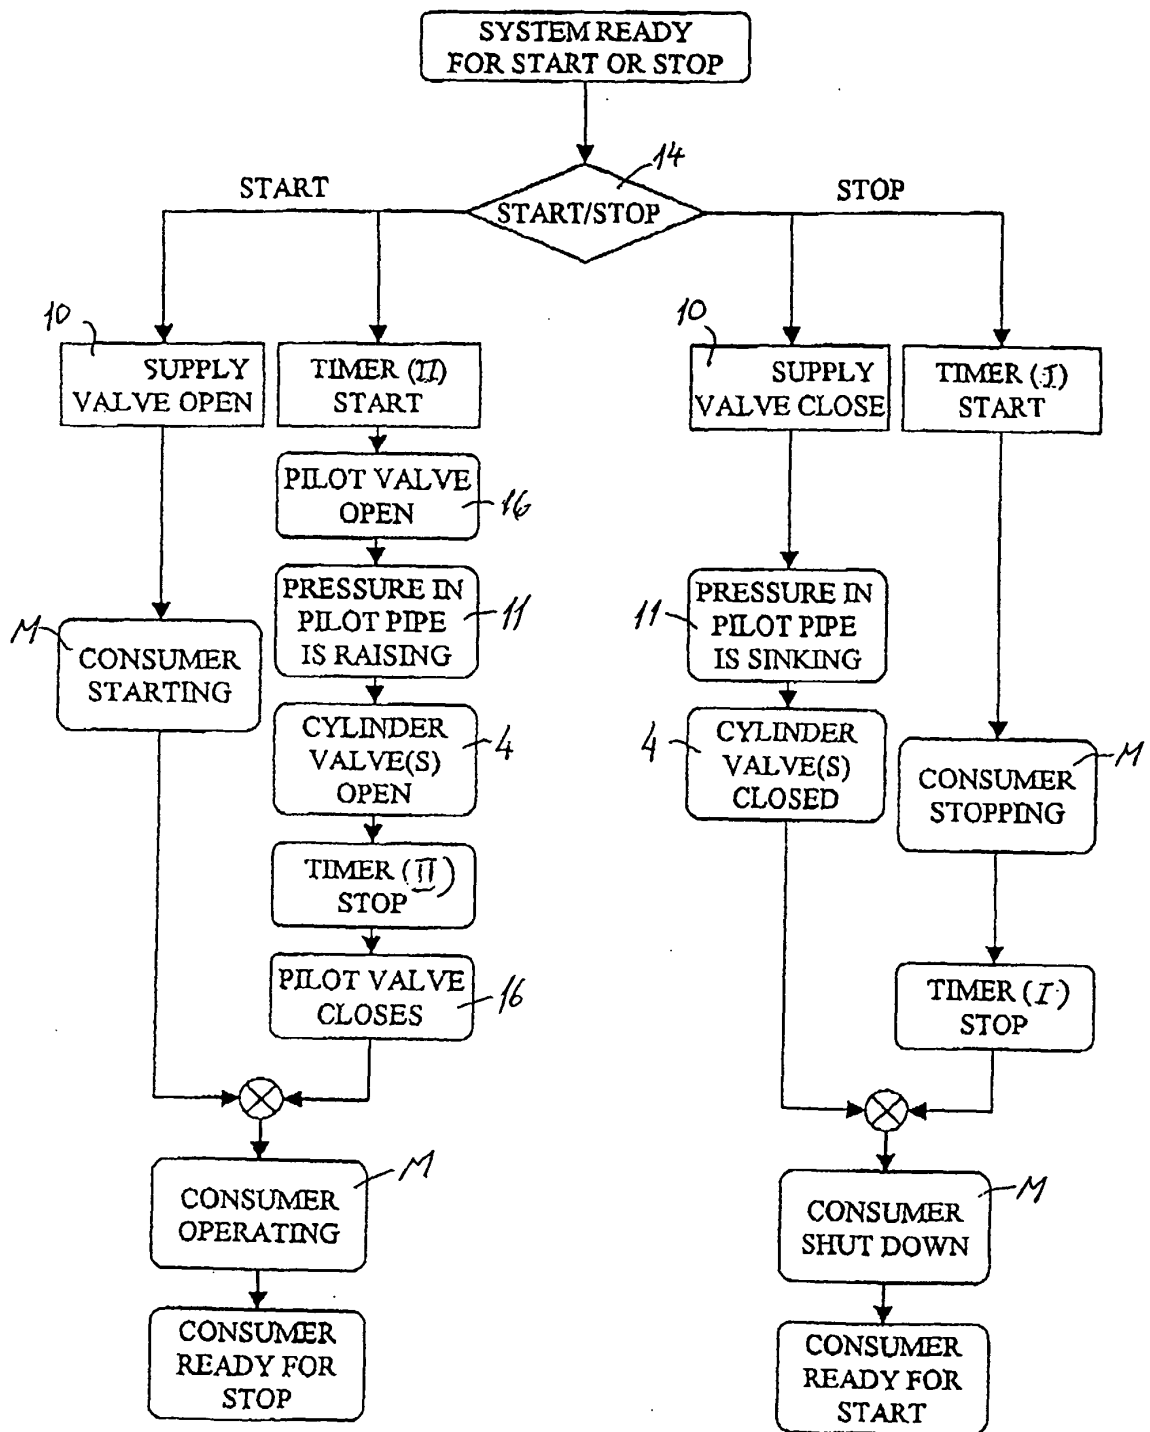 SYSTEM READY
FOR START OR STOP
14
START
START/STOP
STOP
10
SUPPLY
VALVE OPEN
TIMER (II)
START
PILOT VALVE
OPEN
16
PRESSURE IN
PILOT PIPE
IS RAISING
11
M
CONSUMER
STARTING
CYLINDER
VALVE(S)
OPEN
4
TIMER (II)
STOP
PILOT VALVE
CLOSES
16
M
CONSUMER
OPERATING
CONSUMER
READY FOR
STOP
10
SUPPLY
VALVE CLOSE
TIMER (I)
START
11
PRESSURE IN
PILOT PIPE
IS SINKING
4
CYLINDER
VALVE(S)
CLOSED
M
CONSUMER
STOPPING
TIMER (I)
STOP
M
CONSUMER
SHUT DOWN
CONSUMER
READY FOR
START